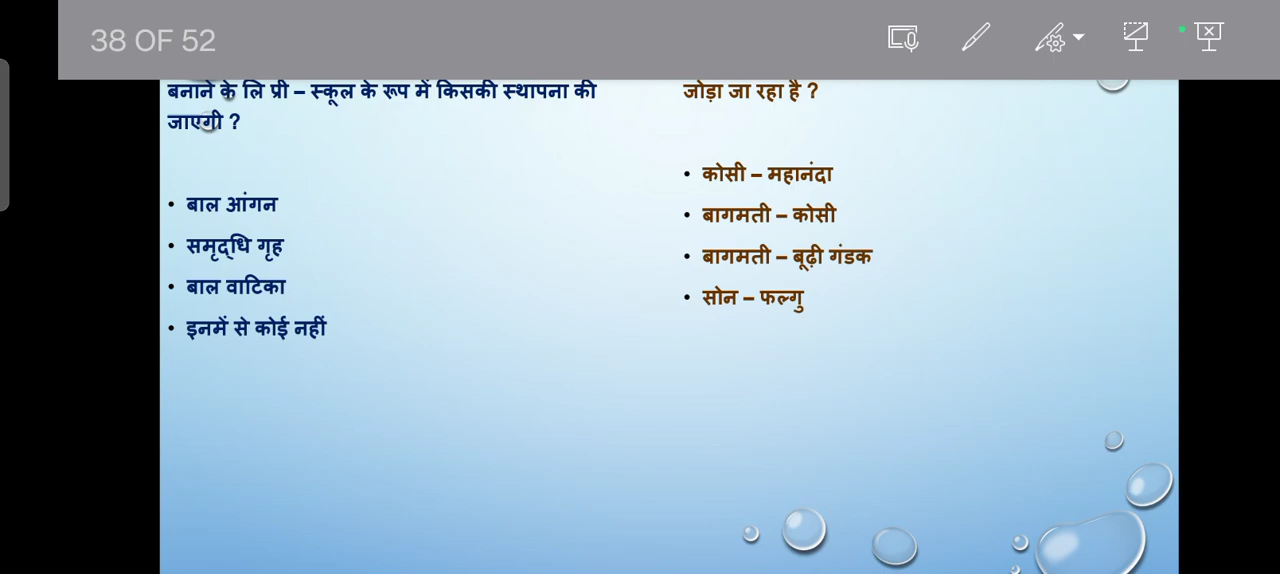 38 OF 52
बनाने के लि प्री – स्कूल के रूप में किसकी स्थापना की
जाएगी ?
• बाल आंगन
• समृद्धि गृह
• बाल वाटिका
• इनमें से कोई नहीं
जोड़ा जा रहा है ?
• कोसी – महानंदा
• बागमती – कोसी
• बागमती – बूढ़ी गंडक
• सोन – फल्गु